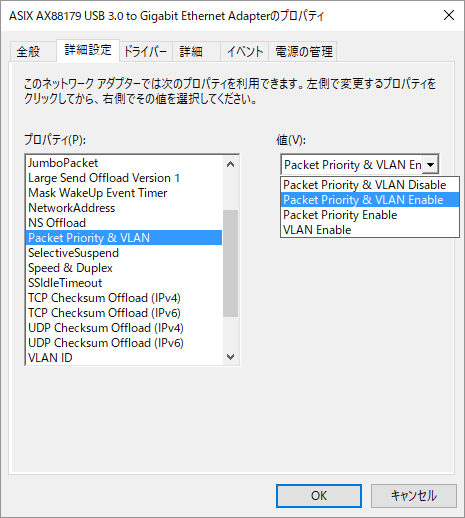 ASIX AX88179 USB 3.0 to Gigabit Ethernet Adapterのプロパティ
全般 詳細設定 ドライバー 詳細 イベント 電源の管理
このネットワーク アダプターでは次のプロパティを利用できます。左側で変更するプロパティを
クリックしてから、右側でその値を選択してください。
プロパティ(P):
JumboPacket
Large Send Offload Version 1
Mask WakeUp Event Timer
NetworkAddress
NS Offload
Packet Priority & VLAN
SelectiveSuspend
Speed & Duplex
SSIdleTimeout
TCP Checksum Offload (IPv4)
TCP Checksum Offload (IPv6)
UDP Checksum Offload (IPv4)
UDP Checksum Offload (IPv6)
VLAN ID
値(V):
Packet Priority & VLAN En
Packet Priority & VLAN Disable
Packet Priority & VLAN Enable
Packet Priority Enable
VLAN Enable
OK キャンセル